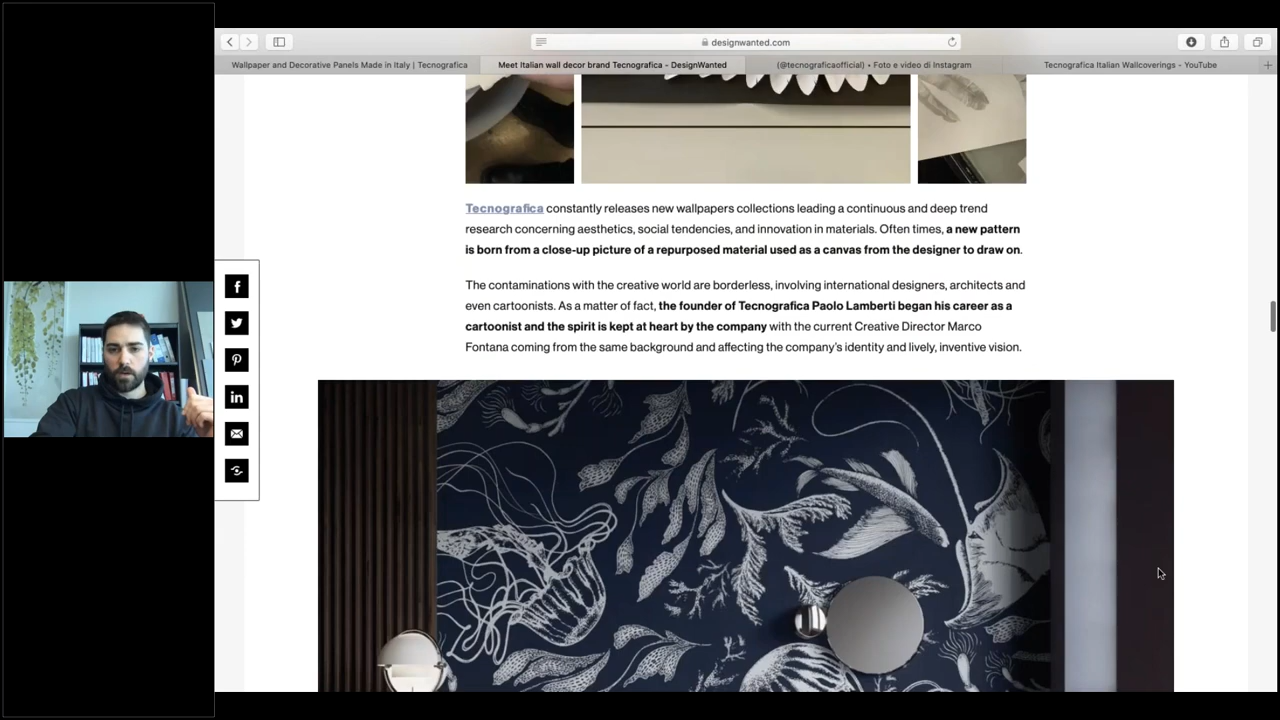 designwanted.com
Wallpaper and Decorative Panels Made in Italy | Tecnografica
Meet Italian wall decor brand Tecnografica - DesignWanted
(@tecnograficaofficial) • Foto e video di Instagram
Tecnografica Italian Wallcoverings - YouTube
Tecnografica constantly releases new wallpapers collections leading a continuous and deep trend
research concerning aesthetics, social tendencies, and innovation in materials. Often times, a new pattern
is born from a close-up picture of a repurposed material used as a canvas from the designer to draw on.
The contaminations with the creative world are borderless, involving international designers, architects and
even cartoonists. As a matter of fact, the founder of Tecnografica Paolo Lamberti began his career as a
cartoonist and the spirit is kept at heart by the company with the current Creative Director Marco
Fontana coming from the same background and affecting the company's identity and lively, inventive vision.